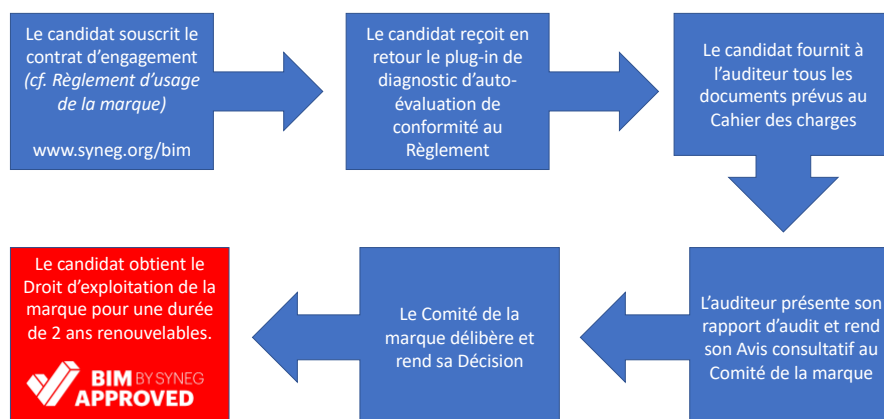 Le candidat souscrit le
contrat d’engagement
(cf. Règlement d’usage
de la marque)
www.syneg.org/bim
Le candidat reçoit en
retour le plug-in de
diagnostic d’auto-
évaluation de
conformité au
Règlement
Le candidat fournit à
l’auditeur tous les
documents prévus au
Cahier des charges
L’auditeur présente son
rapport d’audit et rend
son Avis consultatif au
Comité de la marque
Le Comité de la
marque délibère et
rend sa Décision
Le candidat obtient le
Droit d’exploitation de la
marque pour une durée
de 2 ans renouvelables.
BIM BY SYNEG
APPROVED